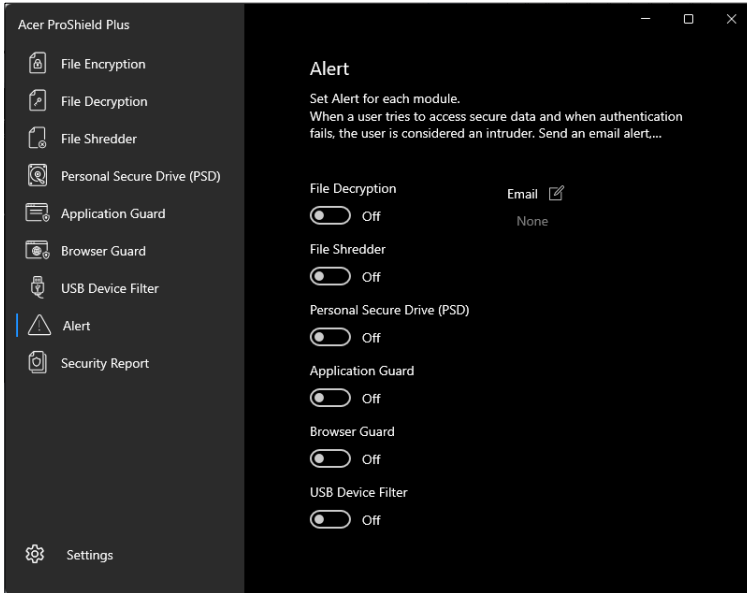 Acer ProShield Plus
File Encryption
File Decryption
File Shredder
Personal Secure Drive (PSD)
Application Guard
Browser Guard
USB Device Filter
Alert
Security Report
Settings
Alert
Set Alert for each module.
When a user tries to access secure data and when authentication
fails, the user is considered an intruder. Send an email alert,...
File Decryption
Off
Email
None
File Shredder
Off
Personal Secure Drive (PSD)
Off
Application Guard
Off
Browser Guard
Off
USB Device Filter
Off